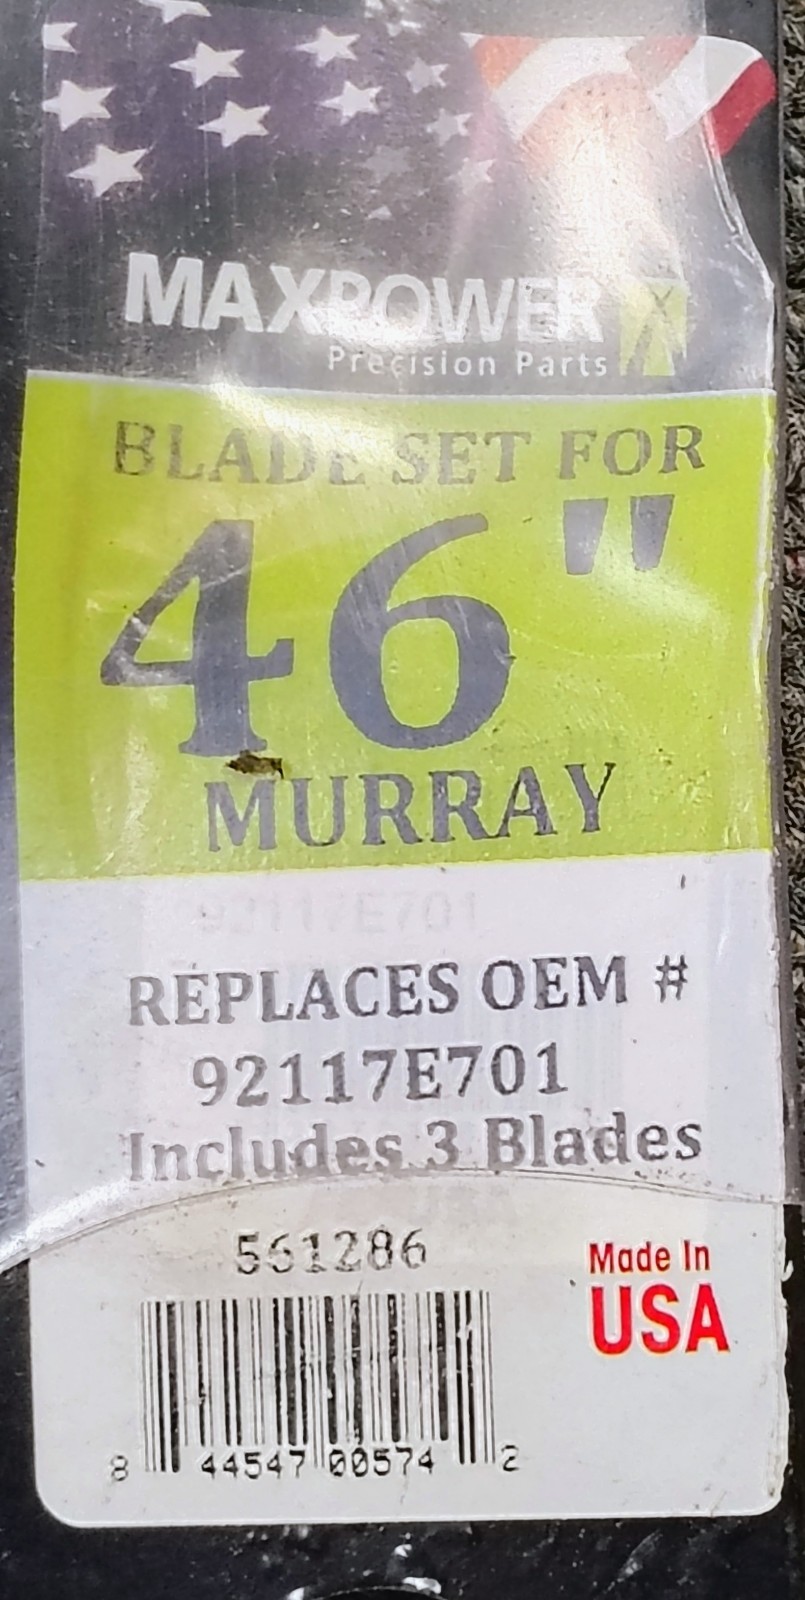 MAXPOWER
Precision Parts
BLADE SET FOR
46"
MURRAY
92117E701
REPLACES OEM #
92117E701
Includes 3 Blades
561286
Made In
USA
8 44547 00574 2